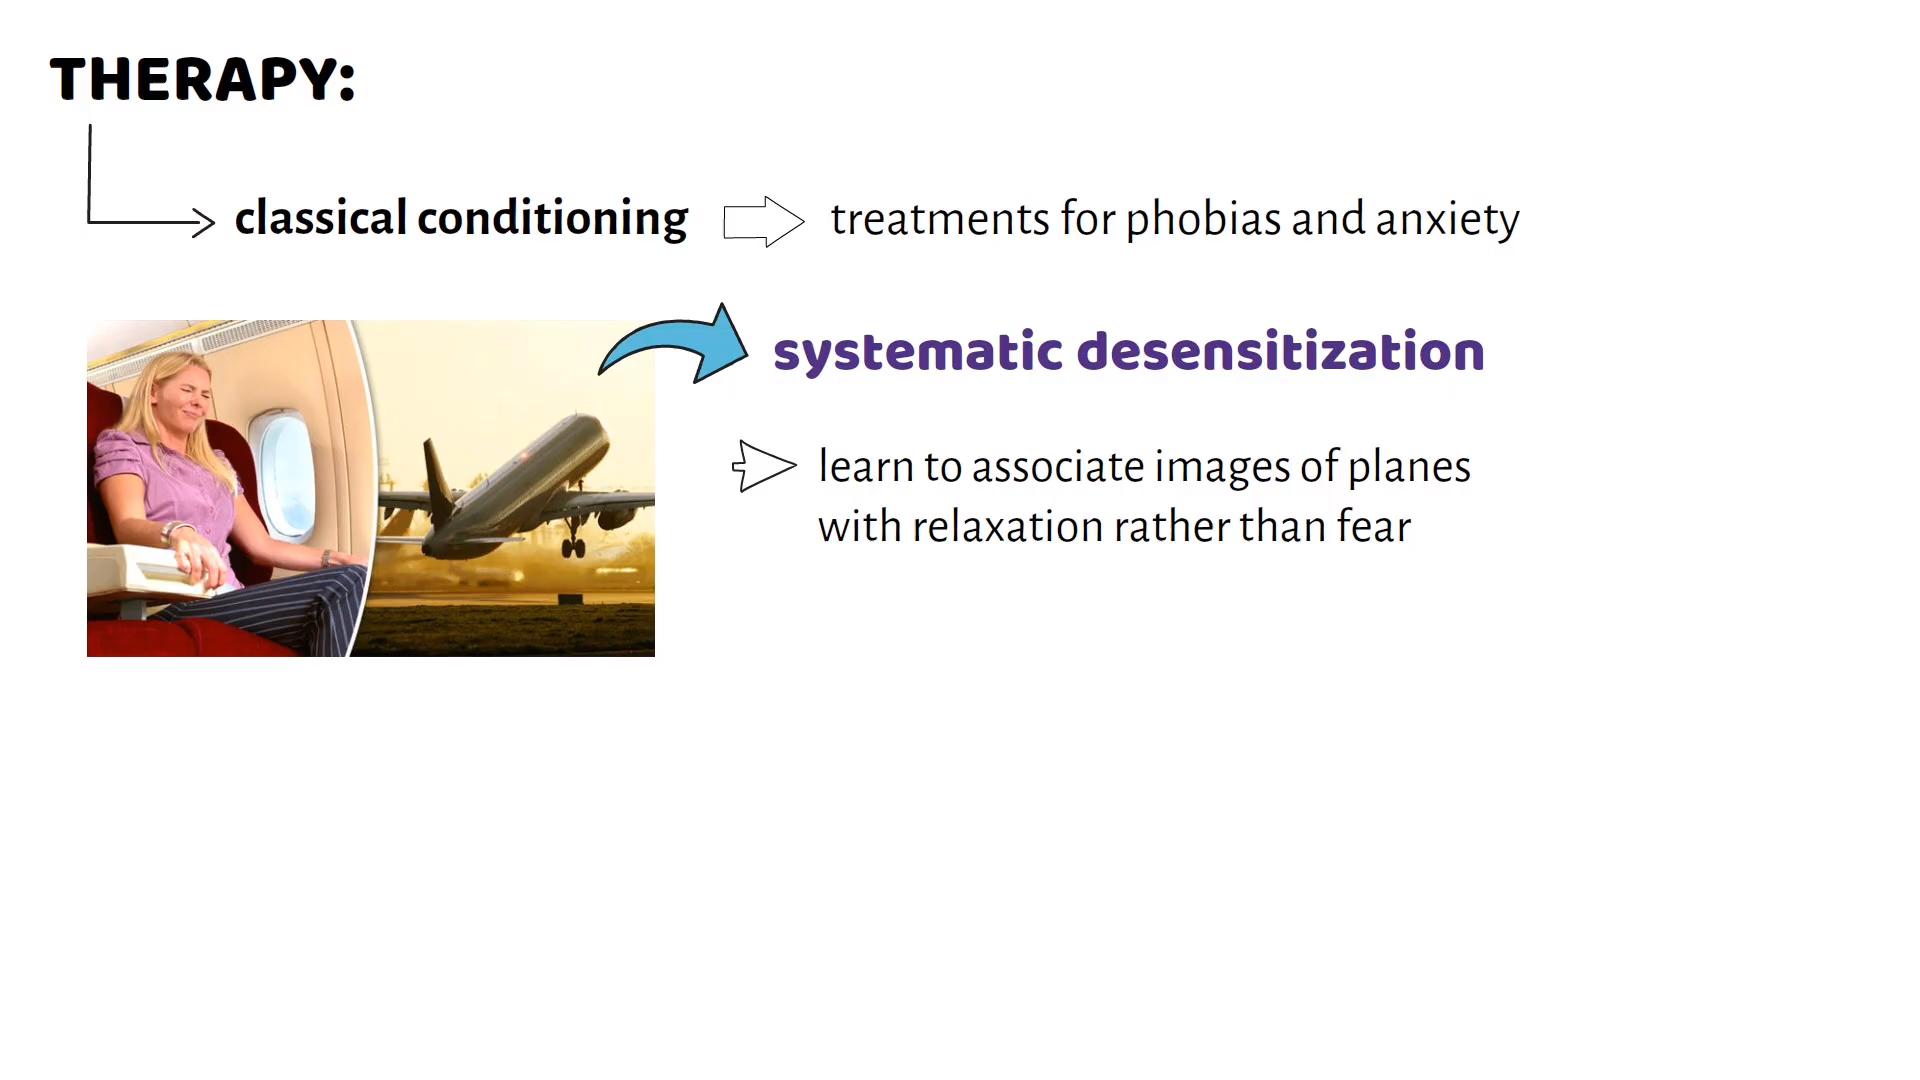 THERAPY:
classical conditioning
treatments for phobias and anxiety
systematic desensitization
learn to associate images of planes
with relaxation rather than fear